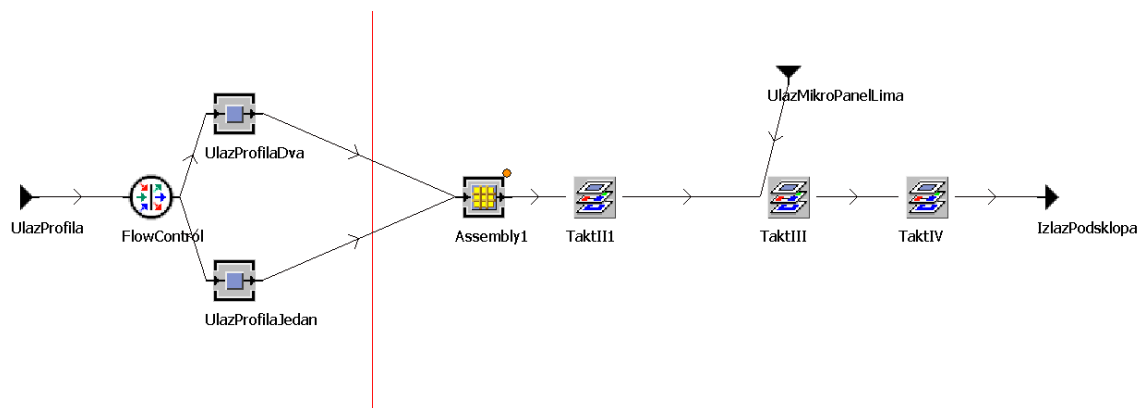 UlazProfilaDva
UlazMikroPanelLima
UlazProfila
FlowControl
Assembly1
TaktII1
TaktIII
TaktIV
IzlazPodsklopa
UlazProfilaJedan